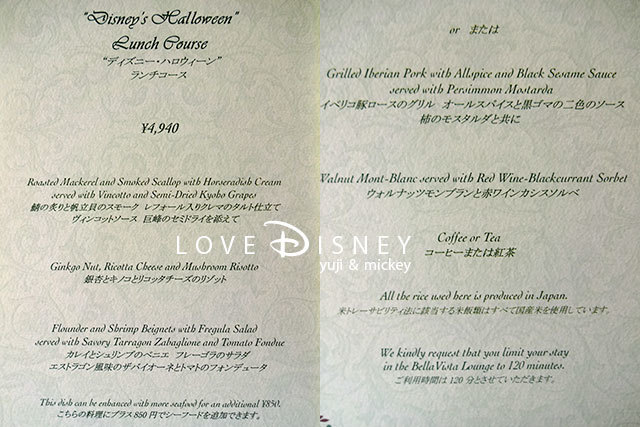 "Disney's Halloween"
Lunch Course
"ディズニー・ハロウィーン"
ランチコース
¥4,940
Roasted Mackerel and Smoked Scallop with Horseradish Cream
served with Vincotto and Semi-Dried Kyoho Grapes
鯖の炙りと帆立貝のスモーク レフォール入りクレマのタルト仕立て
ヴィンコットソース 巨峰のセミドライを添えて
Ginkgo Nut, Ricotta Cheese and Mushroom Risotto
銀杏とキノコとリコッタチーズのリゾット
Flounder and Shrimp Beignets with Fregula Salad
served with Savory Tarragon Zabaglione and Tomato Fondue
カレイとシュリンプのベニエ フレーゴラのサラダ
エストラゴン風味のザバイオーネとトマトのフォンデュータ
This dish can be enhanced with more seafood for an additional ¥850.
こちらの料理にプラス850円でシーフードを追加できます。
or または
Grilled Iberian Pork with Allspice and Black Sesame Sauce
served with Persimmon Mostarda
イベリコ豚ロースのグリル オールスパイスと黒ゴマの二色のソース
柿のモスタルダと共に
Walnut Mont-Blanc served with Red Wine-Blackcurrant Sorbet
ウォルナッツモンブランと赤ワインカシスソルベ
Coffee or Tea
コーヒーまたは紅茶
All the rice used here is produced in Japan.
米トレーサビリティ法に該当する米飯類はすべて国産米を使用しています。
We kindly request that you limit your stay
in the BellaVista Lounge to 120 minutes.
ご利用時間は120分とさせていただきます。
LOVE DISNEY
yuji & mickey